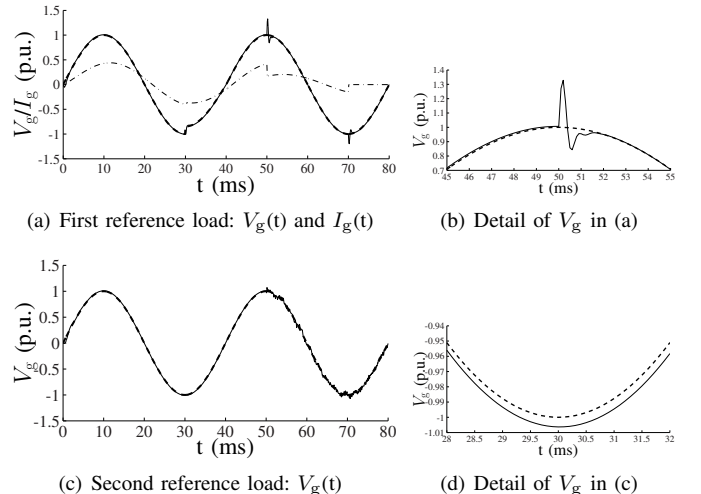 1.5
1
0.5
0
-0.5
-1
-1.5
V_g/I_g (p.u.)
0 10 20 30 40 50 60 70 80
t (ms)
(a) First reference load: V_g(t) and I_g(t)
1.4
1.3
1.2
1.1
1
0.9
0.8
0.7
V_g (p.u.)
45 46 47 48 49 50 51 52 53 54 55
t (ms)
(b) Detail of V_g in (a)
1.5
1
0.5
0
-0.5
-1
-1.5
V_g (p.u.)
0 10 20 30 40 50 60 70 80
t (ms)
(c) Second reference load: V_g(t)
-0.94
-0.95
-0.96
-0.97
-0.98
-0.99
-1
-1.01
V_g (p.u.)
28 28.5 29 29.5 30 30.5 31 31.5 32
t (ms)
(d) Detail of V_g in (c)